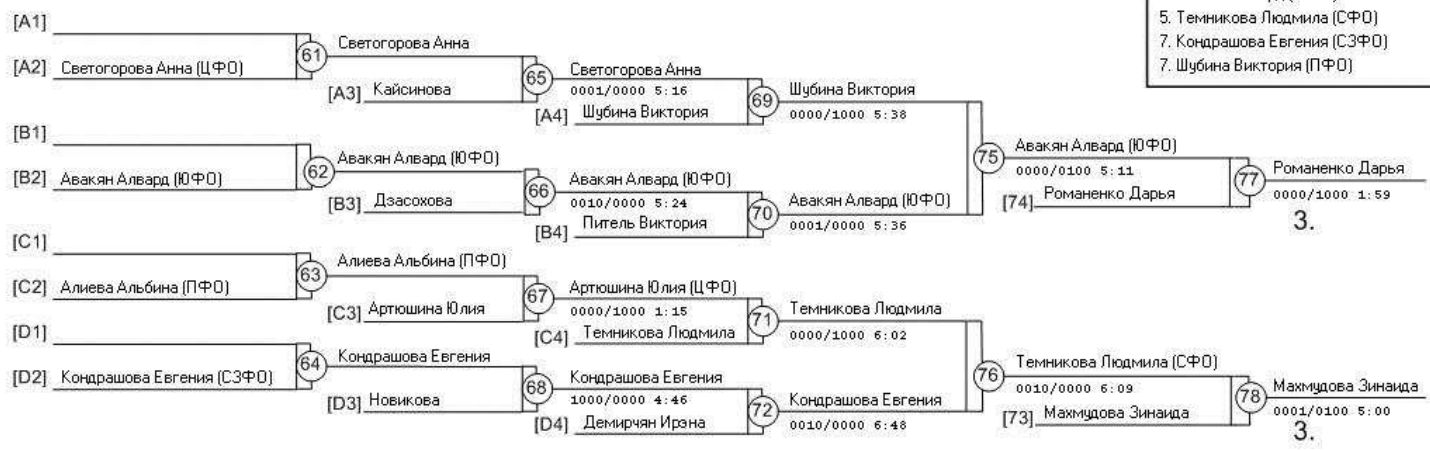 5. Темникова Людмила (СФО)
7. Кондрашова Евгения (СЗФО)
7. Шубина Виктория (ПФО)
[A1]
[A2] Светогорова Анна (ЦФО)
61
Светогорова Анна
[A3] Кайсинова
65
Светогорова Анна
0001/0000 5:16
[A4] Шубина Виктория
69
Шубина Виктория
0000/1000 5:38
[B1]
[B2] Авакян Алвард (ЮФО)
62
Авакян Алвард (ЮФО)
[B3] Дзасохова
66
Авакян Алвард (ЮФО)
0010/0000 5:24
[B4] Питель Виктория
70
Авакян Алвард (ЮФО)
0001/0000 5:36
75
Авакян Алвард (ЮФО)
0000/0100 5:11
[74] Романенко Дарья
77
Романенко Дарья
0000/1000 1:59
3.
[C1]
[C2] Алиева Альбина (ПФО)
63
Алиева Альбина (ПФО)
[C3] Артюшина Юлия
67
Артюшина Юлия (ЦФО)
0000/1000 1:15
[C4] Темникова Людмила
71
Темникова Людмила
0000/1000 6:02
[D1]
[D2] Кондрашова Евгения (СЗФО)
64
Кондрашова Евгения
[D3] Новикова
68
Кондрашова Евгения
1000/0000 4:46
[D4] Демирчян Ирэна
72
Кондрашова Евгения
0010/0000 6:48
76
Темникова Людмила (СФО)
0010/0000 6:09
[73] Махмудова Зинаида
78
Махмудова Зинаида
0001/0100 5:00
3.